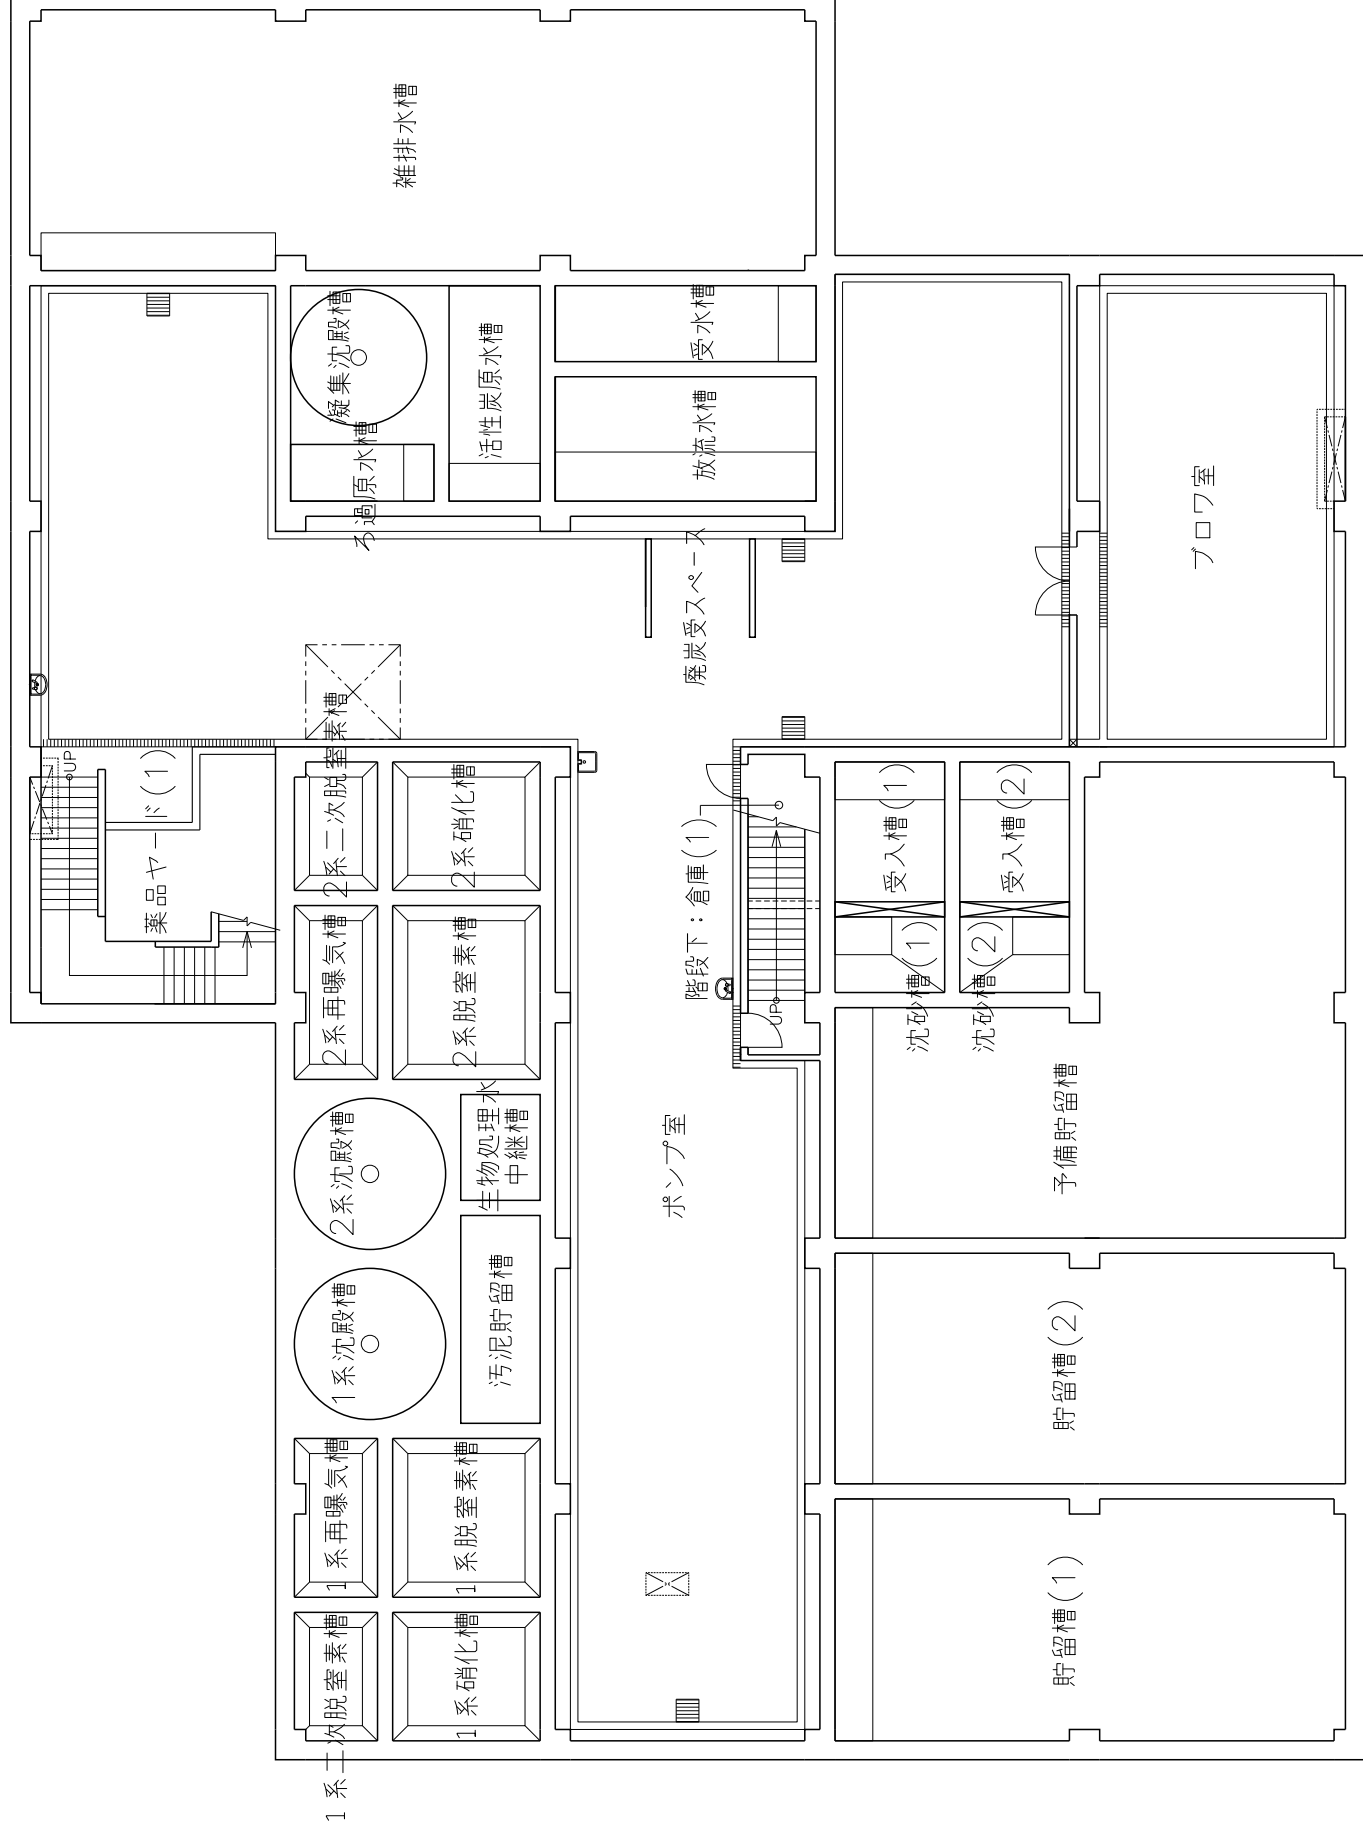 雑排水槽
凝集沈殿槽
ろ過原水槽
活性炭原水槽
受水槽
放流水槽
ブロワ室
廃炭受スペース
UP
薬品ヤード(1)
2系二次脱窒素槽
2系硝化槽
2系再曝気槽
2系脱窒素槽
階段下：倉庫(1)
UP
受入槽(1)
受入槽(2)
沈砂槽(1)
沈砂槽(2)
2系沈殿槽
生物処理水
中継槽
ポンプ室
予備貯留槽
1系沈殿槽
汚泥貯留槽
貯留槽(2)
1系再曝気槽
1系脱窒素槽
1系二次脱窒素槽
1系硝化槽
貯留槽(1)